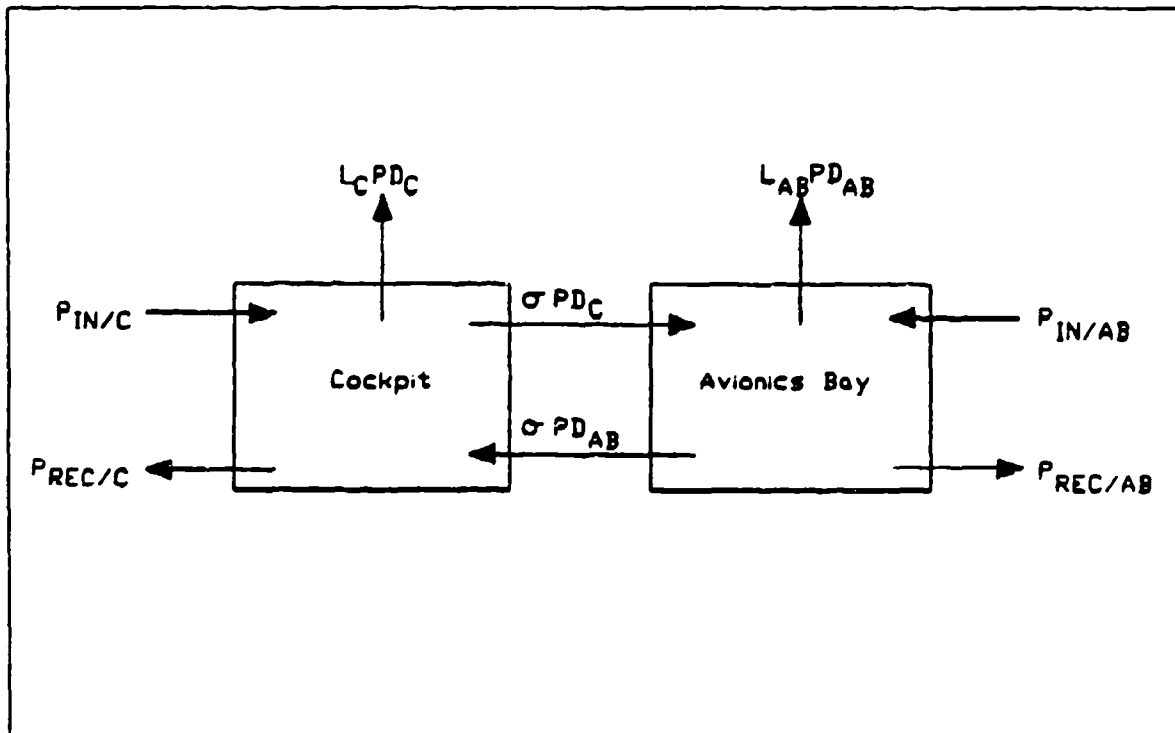 L_C PD_C
L_AB PD_AB
P_IN/C
σ PD_C
P_IN/AB
Cockpit
Avionics Bay
σ PD_AB
P_REC/C
P_REC/AB